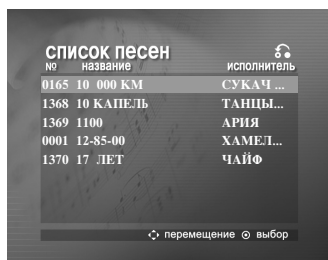 список песен
№ название исполнитель
0165 10 000 КМ СУКАЧ ...
1368 10 КАПЕЛЬ ТАНЦЫ...
1369 1100 АРИЯ
0001 12-85-00 ХАМЕЛ...
1370 17 ЛЕТ ЧАЙФ
перемещение выбор